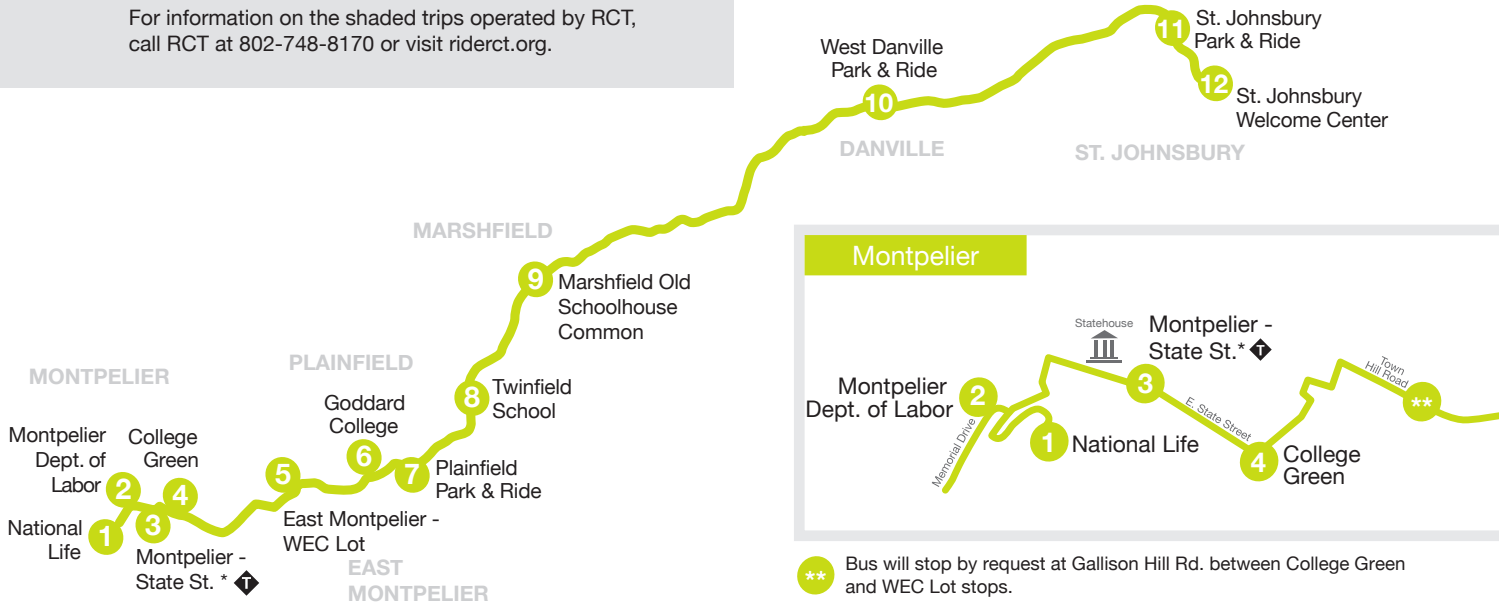 For information on the shaded trips operated by RCT,
call RCT at 802-748-8170 or visit riderct.org.
11
St. Johnsbury
Park & Ride
West Danville
Park & Ride
10
12
St. Johnsbury
Welcome Center
DANVILLE
ST. JOHNSBURY
MARSHFIELD
9
Marshfield Old
Schoolhouse
Common
PLAINFIELD
MONTPELIER
8
Twinfield
School
Goddard
College
Montpelier
Dept. of
Labor
College
Green
6
7
Plainfield
Park & Ride
5
2
4
East Montpelier -
WEC Lot
National
Life
1
3
Montpelier -
State St. * T
EAST
MONTPELIER
Montpelier
Statehouse
Montpelier -
State St.* T
Town
Hill Road
Montpelier
Dept. of Labor
2
3
**
E. State Street
Memorial Drive
1
National Life
4
College
Green
** Bus will stop by request at Gallison Hill Rd. between College Green
and WEC Lot stops.